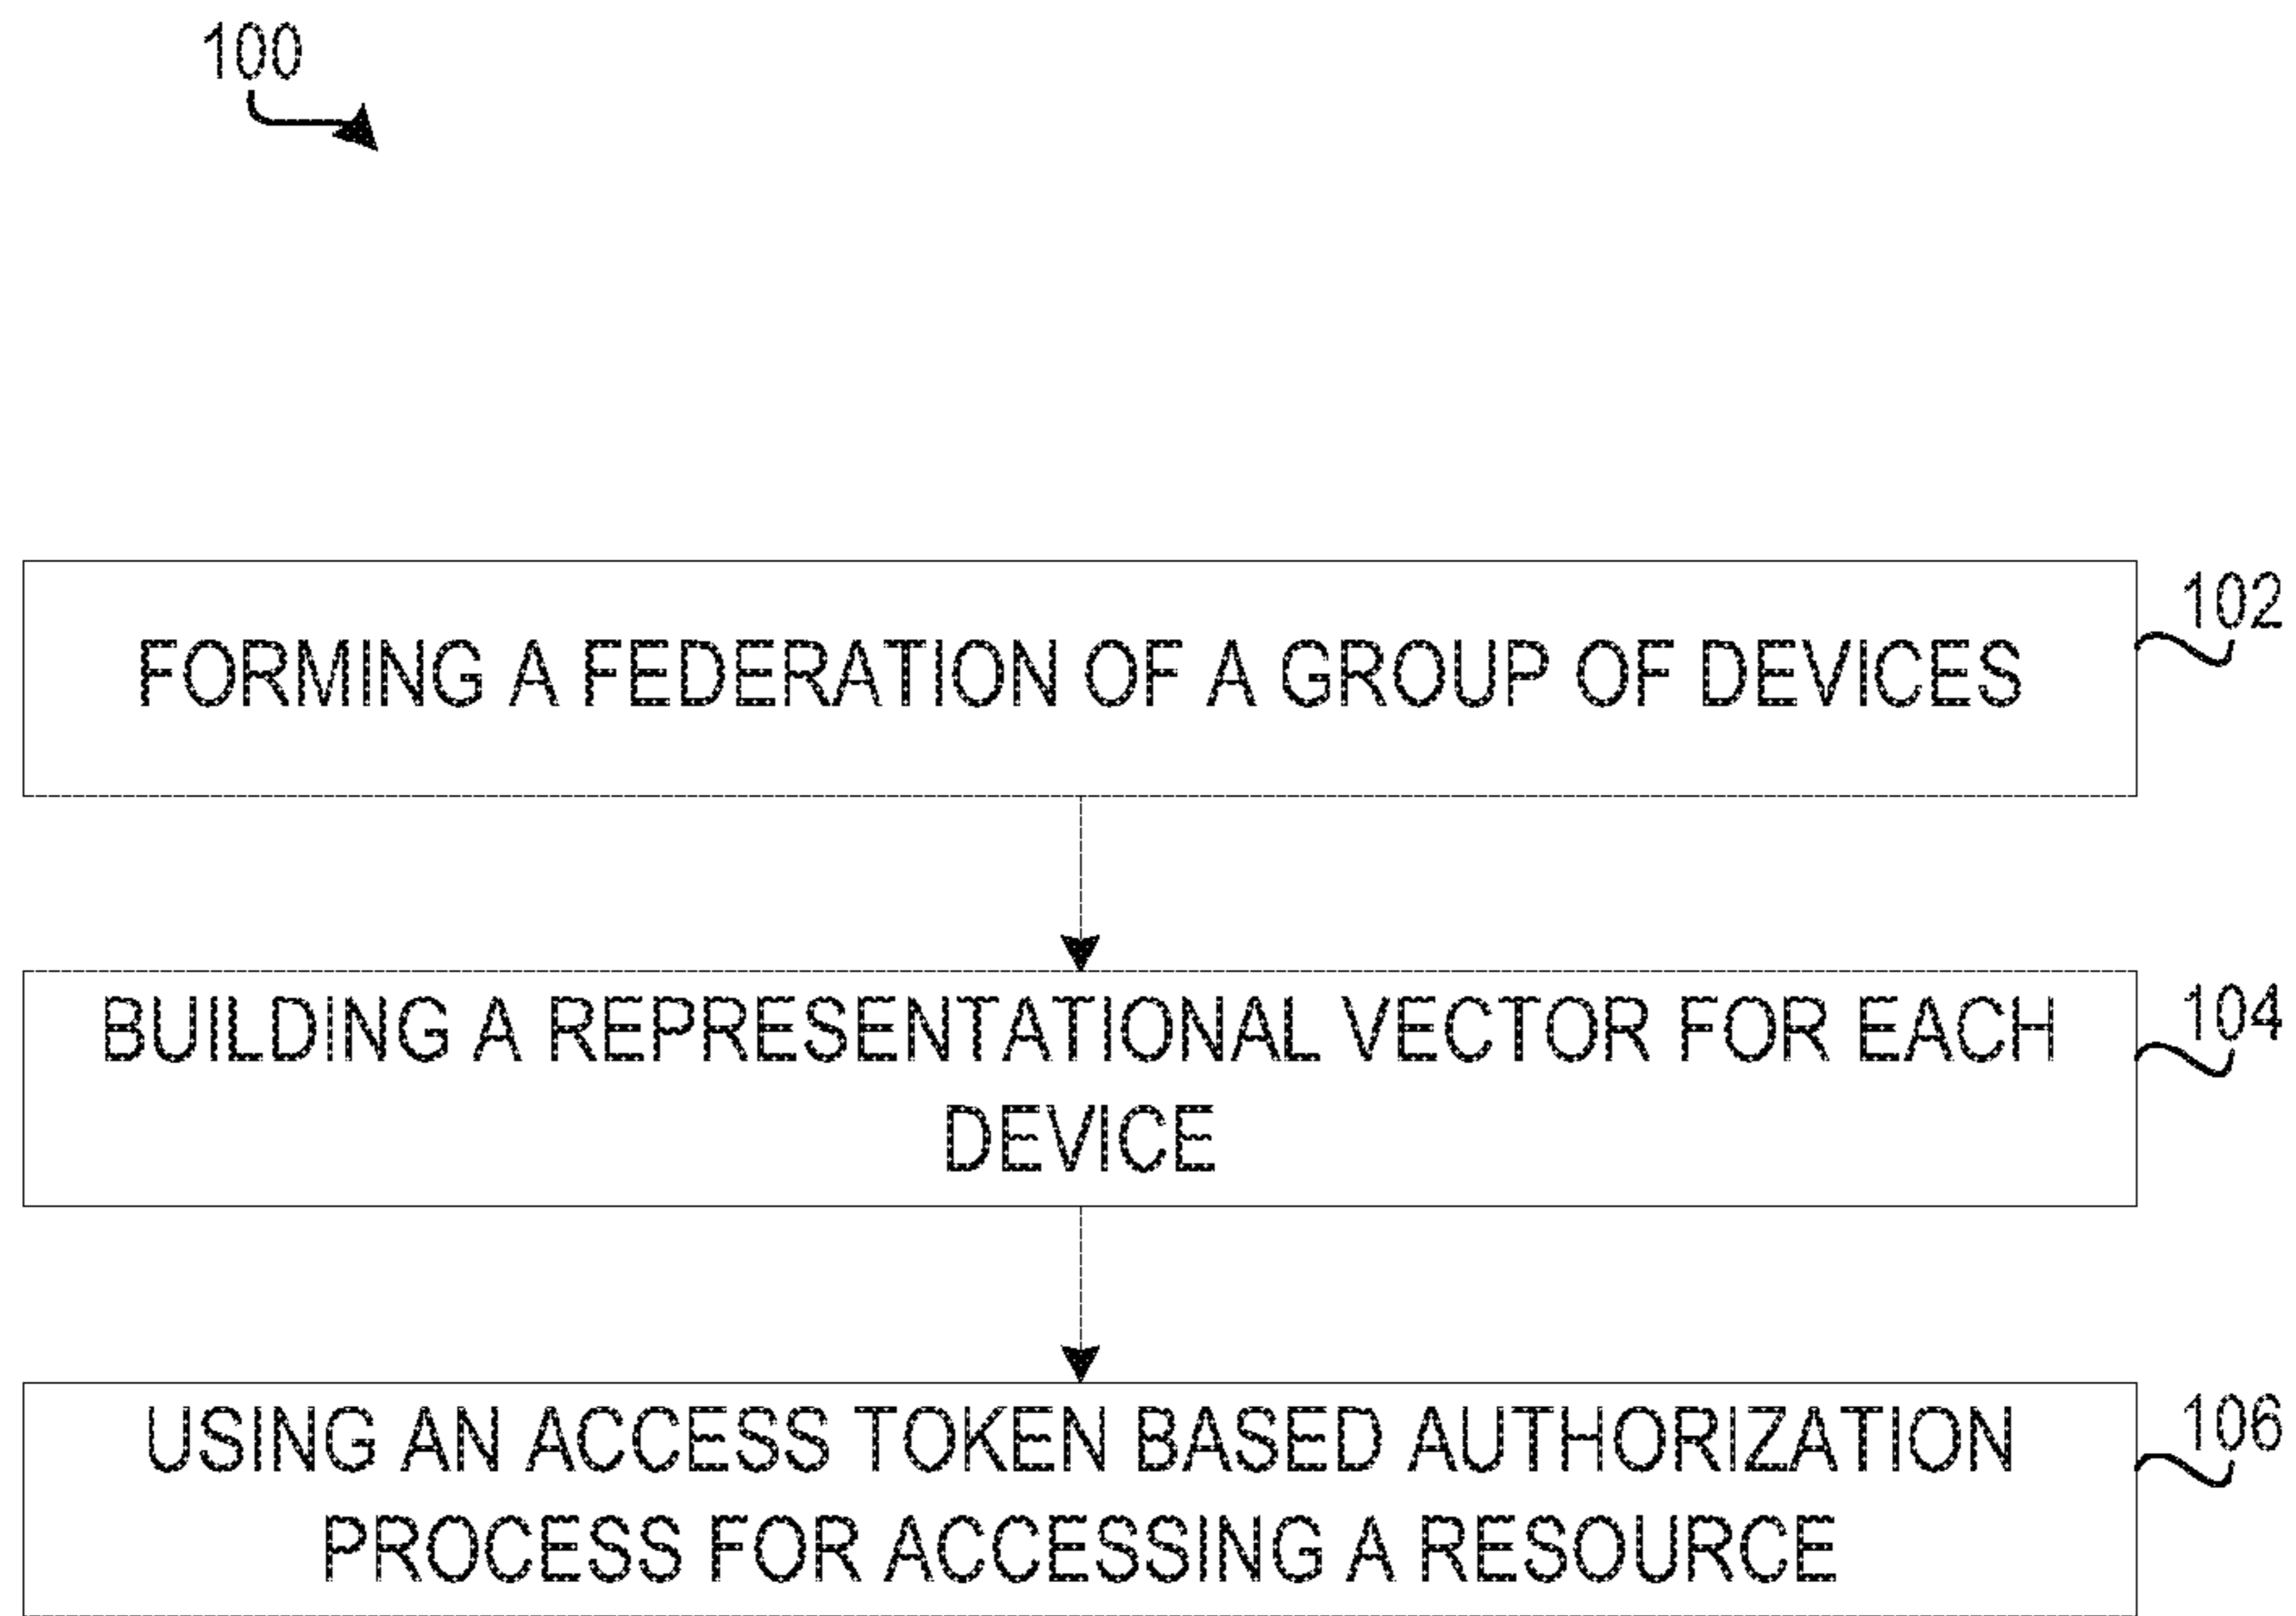 100
FORMING A FEDERATION OF A GROUP OF DEVICES
102
BUILDING A REPRESENTATIONAL VECTOR FOR EACH
DEVICE
104
USING AN ACCESS TOKEN BASED AUTHORIZATION
PROCESS FOR ACCESSING A RESOURCE
106